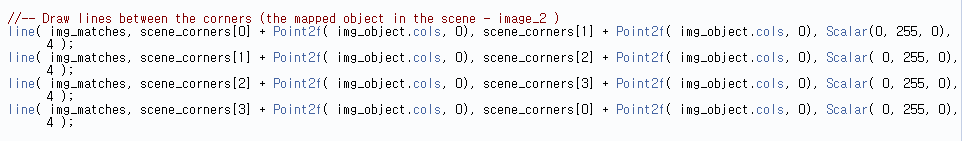 //-- Draw lines between the corners (the mapped object in the scene - image_2 )
line( img_matches, scene_corners[0] + Point2f( img_object.cols, 0), scene_corners[1] + Point2f( img_object.cols, 0), Scalar(0, 255, 0),
4 );
line( img_matches, scene_corners[1] + Point2f( img_object.cols, 0), scene_corners[2] + Point2f( img_object.cols, 0), Scalar( 0, 255, 0),
4 );
line( img_matches, scene_corners[2] + Point2f( img_object.cols, 0), scene_corners[3] + Point2f( img_object.cols, 0), Scalar( 0, 255, 0),
4 );
line( img_matches, scene_corners[3] + Point2f( img_object.cols, 0), scene_corners[0] + Point2f( img_object.cols, 0), Scalar( 0, 255, 0),
4 );